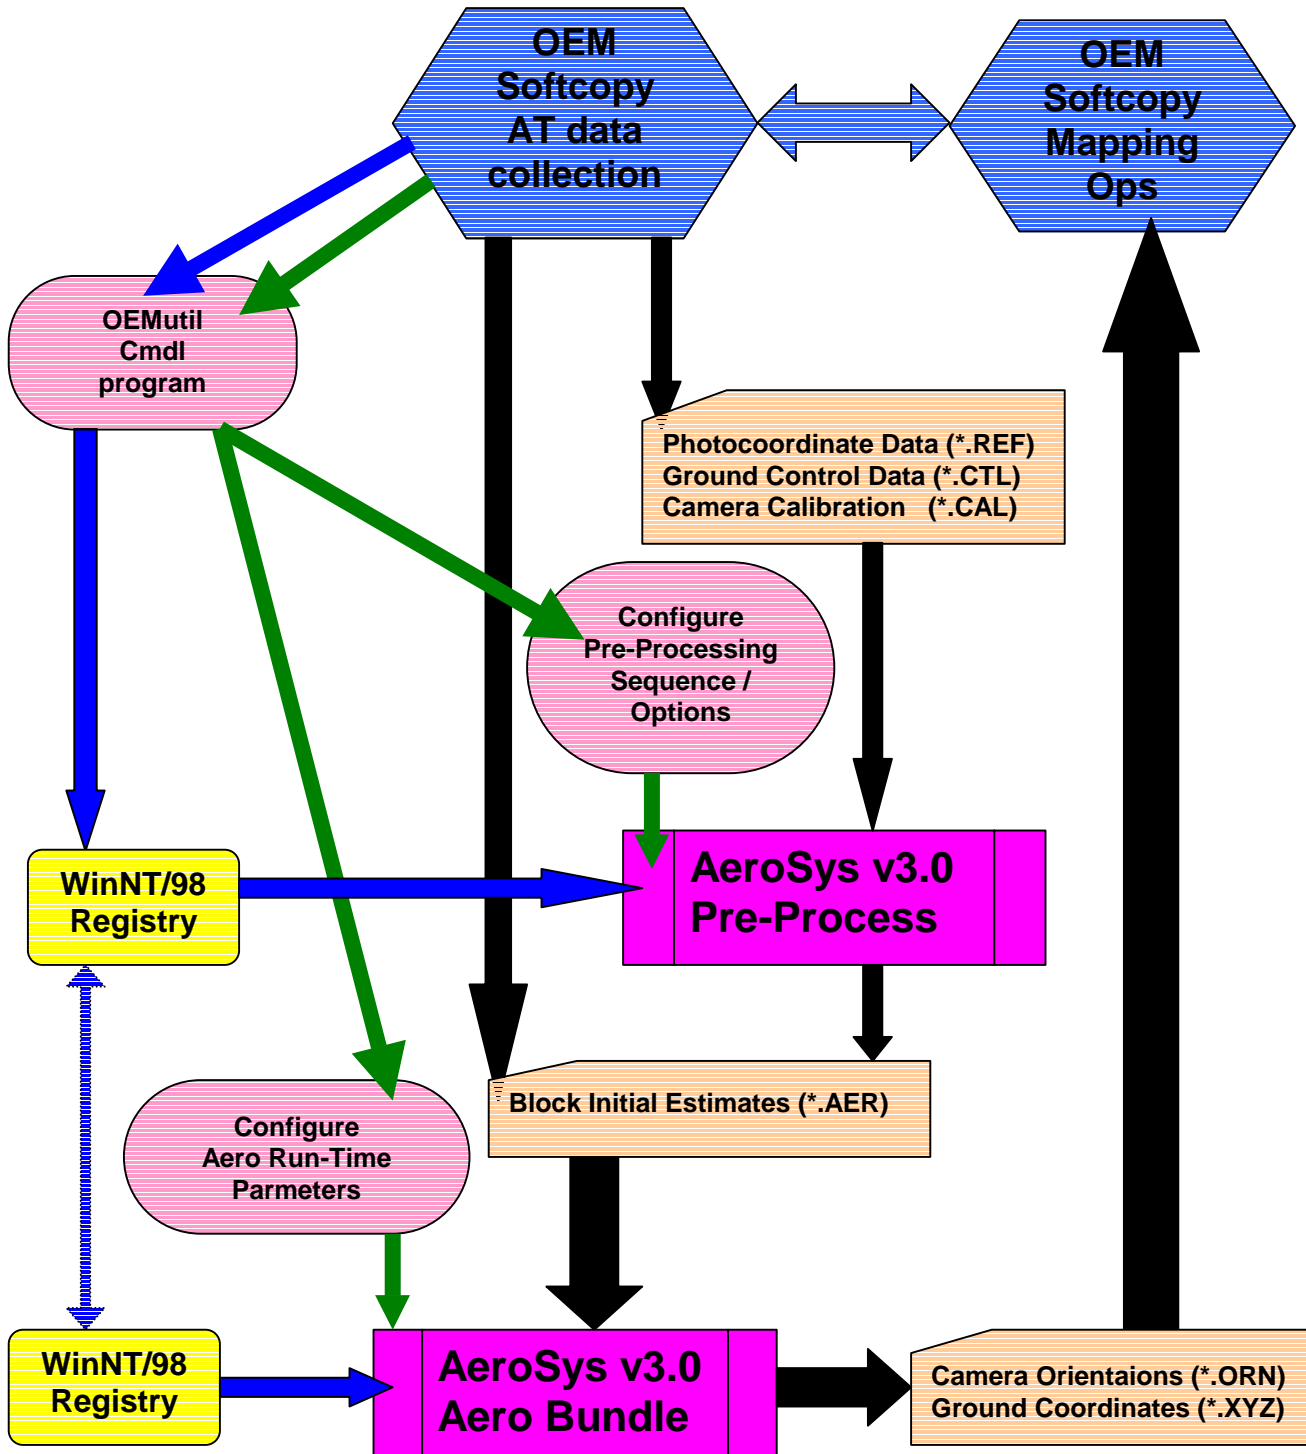 OEM
Softcopy
AT data
collection
OEM
Softcopy
Mapping
Ops
OEMutil
Cmdl
program
Photocoordinate Data (*.REF)
Ground Control Data (*.CTL)
Camera Calibration (*.CAL)
Configure
Pre-Processing
Sequence /
Options
AeroSys v3.0
Pre-Process
WinNT/98
Registry
Block Initial Estimates (*.AER)
Configure
Aero Run-Time
Parmeters
WinNT/98
Registry
AeroSys v3.0
Aero Bundle
Camera Orientaions (*.ORN)
Ground Coordinates (*.XYZ)